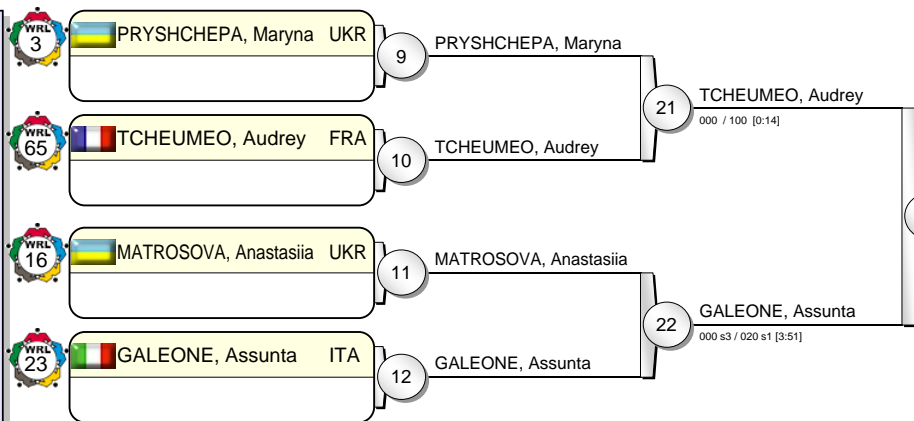 WRL
3
PRYSHCHEPA, Maryna UKR
9
PRYSHCHEPA, Maryna
21
TCHEUMEO, Audrey
000 / 100 [0:14]
WRL
65
TCHEUMEO, Audrey FRA
10
TCHEUMEO, Audrey
WRL
16
MATROSOVA, Anastasiia UKR
11
MATROSOVA, Anastasiia
22
GALEONE, Assunta
000 s3 / 020 s1 [3:51]
WRL
23
GALEONE, Assunta ITA
12
GALEONE, Assunta